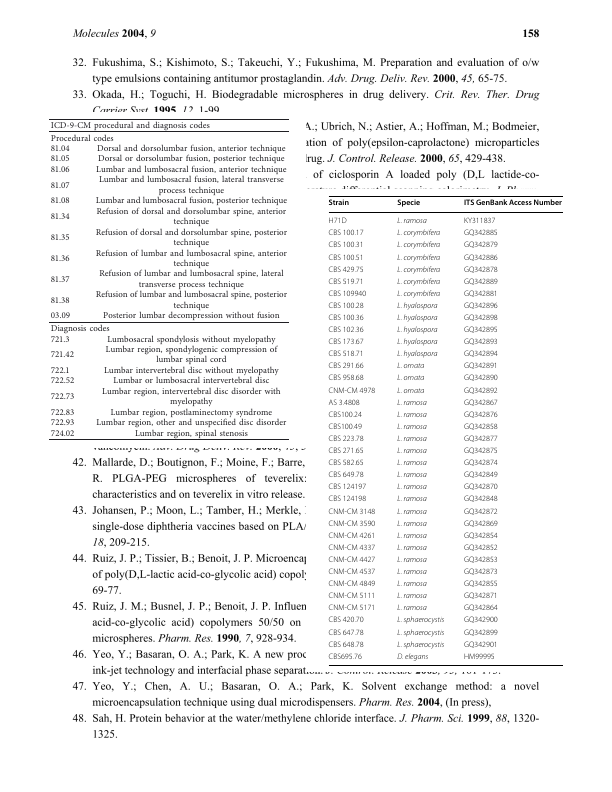 Molecules 2004, 9 158
32. Fukushima, S.; Kishimoto, S.; Takeuchi, Y.; Fukushima, M. Preparation and evaluation of o/w
type emulsions containing antitumor prostaglandin. Adv. Drug. Deliv. Rev. 2000, 45, 65-75.
33. Okada, H.; Toguchi, H. Biodegradable microspheres in drug delivery. Crit. Rev. Ther. Drug
Carrier Syst. 1995, 12, 1-99.
ICD-9-CM procedural and diagnosis codes
Procedural codes
81.04 Dorsal and dorsolumbar fusion, anterior technique
81.05 Dorsal or dorsolumbar fusion, posterior technique
81.06 Lumbar and lumbosacral fusion, anterior technique
81.07 Lumbar and lumbosacral fusion, lateral transverse
process technique
81.08 Lumbar and lumbosacral fusion, posterior technique
81.34 Refusion of dorsal and dorsolumbar spine, anterior
technique
81.35 Refusion of dorsal and dorsolumbar spine, posterior
technique
81.36 Refusion of lumbar and lumbosacral spine, anterior
technique
81.37 Refusion of lumbar and lumbosacral spine, lateral
transverse process technique
81.38 Refusion of lumbar and lumbosacral spine, posterior
technique
03.09 Posterior lumbar decompression without fusion
Diagnosis codes
721.3 Lumbosacral spondylosis without myelopathy
721.42 Lumbar region, spondylogenic compression of
lumbar spinal cord
722.1 Lumbar intervertebral disc without myelopathy
722.52 Lumbar or lumbosacral intervertebral disc
722.73 Lumbar region, intervertebral disc disorder with
myelopathy
722.83 Lumbar region, postlaminectomy syndrome
722.93 Lumbar region, other and unspecified disc disorder
724.02 Lumbar region, spinal stenosis
A.; Ubrich, N.; Astier, A.; Hoffman, M.; Bodmeier,
ation of poly(epsilon-caprolactone) microparticles
rug. J. Control. Release. 2000, 65, 429-438.
of ciclosporin A loaded poly (D,L lactide-co-
Strain Specie ITS GenBank Access Number
H71D L. ramosa KY311837
CBS 100.17 L. corymbifera GQ342885
CBS 100.31 L. corymbifera GQ342879
CBS 100.51 L. corymbifera GQ342886
CBS 429.75 L. corymbifera GQ342878
CBS 519.71 L. corymbifera GQ342889
CBS 109940 L. corymbifera GQ342881
CBS 100.28 L. hyalospora GQ342896
CBS 100.36 L. hyalospora GQ342898
CBS 102.36 L. hyalospora GQ342895
CBS 173.67 L. hyalospora GQ342893
CBS 518.71 L. hyalospora GQ342894
CBS 291.66 L. ornata GQ342891
CBS 958.68 L. ornata GQ342890
CNM-CM 4978 L. ornata GQ342892
AS 3.4808 L. ramosa GQ342867
CBS100.24 L. ramosa GQ342876
CBS100.49 L. ramosa GQ342858
CBS 223.78 L. ramosa GQ342877
CBS 271.65 L. ramosa GQ342875
CBS 582.65 L. ramosa GQ342874
CBS 649.78 L. ramosa GQ342849
CBS 124197 L. ramosa GQ342870
CBS 124198 L. ramosa GQ342848
CNM-CM 3148 L. ramosa GQ342872
CNM-CM 3590 L. ramosa GQ342869
CNM-CM 4261 L. ramosa GQ342854
CNM-CM 4337 L. ramosa GQ342852
CNM-CM 4427 L. ramosa GQ342853
CNM-CM 4537 L. ramosa GQ342873
CNM-CM 4849 L. ramosa GQ342855
CNM-CM 5111 L. ramosa GQ342871
CNM-CM 5171 L. ramosa GQ342864
CBS 420.70 L. sphaerocystis GQ342900
CBS 647.78 L. sphaerocystis GQ342899
CBS 648.78 L. sphaerocystis GQ342901
CBS695.76 D. elegans HM99995
42. Mallarde, D.; Boutignon, F.; Moine, F.; Barre,
R. PLGA-PEG microspheres of teverelix:
characteristics and on teverelix in vitro release.
43. Johansen, P.; Moon, L.; Tamber, H.; Merkle,
single-dose diphtheria vaccines based on PLA/
18, 209-215.
44. Ruiz, J. P.; Tissier, B.; Benoit, J. P. Microencap
of poly(D,L-lactic acid-co-glycolic acid) copoly
69-77.
45. Ruiz, J. M.; Busnel, J. P.; Benoit, J. P. Influen
acid-co-glycolic acid) copolymers 50/50 on
microspheres. Pharm. Res. 1990, 7, 928-934.
46. Yeo, Y.; Basaran, O. A.; Park, K. A new proc
ink-jet technology and interfacial phase separation. J. Control. Release 2003, 93, 161-173.
47. Yeo, Y.; Chen, A. U.; Basaran, O. A.; Park, K. Solvent exchange method: a novel
microencapsulation technique using dual microdispensers. Pharm. Res. 2004, (In press),
48. Sah, H. Protein behavior at the water/methylene chloride interface. J. Pharm. Sci. 1999, 88, 1320-
1325.